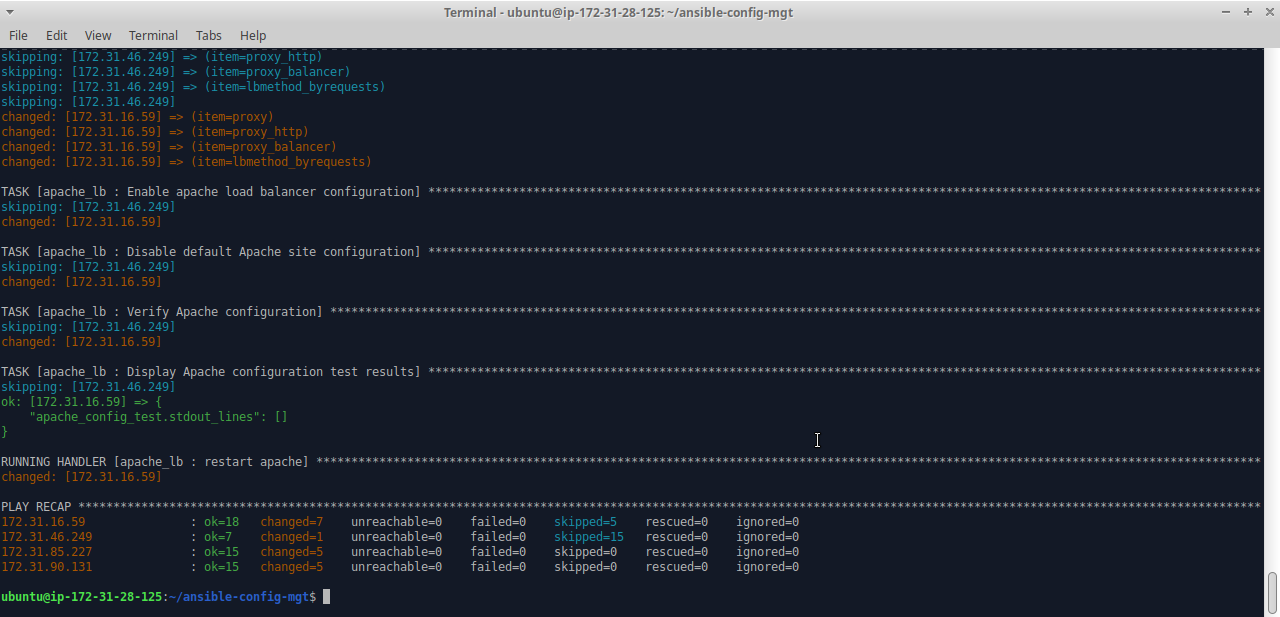 Terminal - ubuntu@ip-172-31-28-125: ~/ansible-config-mgt
File Edit View Terminal Tabs Help
skipping: [172.31.46.249] => (item=proxy_http)
skipping: [172.31.46.249] => (item=proxy_balancer)
skipping: [172.31.46.249] => (item=lbmethod_byrequests)
skipping: [172.31.46.249]
changed: [172.31.16.59] => (item=proxy)
changed: [172.31.16.59] => (item=proxy_http)
changed: [172.31.16.59] => (item=proxy_balancer)
changed: [172.31.16.59] => (item=lbmethod_byrequests)
TASK [apache_lb : Enable apache load balancer configuration] ***********************************************************************************************************************
skipping: [172.31.46.249]
changed: [172.31.16.59]
TASK [apache_lb : Disable default Apache site configuration] ***********************************************************************************************************************
skipping: [172.31.46.249]
changed: [172.31.16.59]
TASK [apache_lb : Verify Apache configuration] *************************************************************************************************************************************
skipping: [172.31.46.249]
changed: [172.31.16.59]
TASK [apache_lb : Display Apache configuration test results] ***********************************************************************************************************************
skipping: [172.31.46.249]
ok: [172.31.16.59] => {
    "apache_config_test.stdout_lines": []
}
RUNNING HANDLER [apache_lb : restart apache] ***************************************************************************************************************************************
changed: [172.31.16.59]
PLAY RECAP *************************************************************************************************************************************************************************
172.31.16.59               : ok=18   changed=7    unreachable=0    failed=0    skipped=5    rescued=0    ignored=0
172.31.46.249              : ok=7    changed=1    unreachable=0    failed=0    skipped=15   rescued=0    ignored=0
172.31.85.227              : ok=15   changed=5    unreachable=0    failed=0    skipped=0    rescued=0    ignored=0
172.31.90.131              : ok=15   changed=5    unreachable=0    failed=0    skipped=0    rescued=0    ignored=0
ubuntu@ip-172-31-28-125:~/ansible-config-mgt$